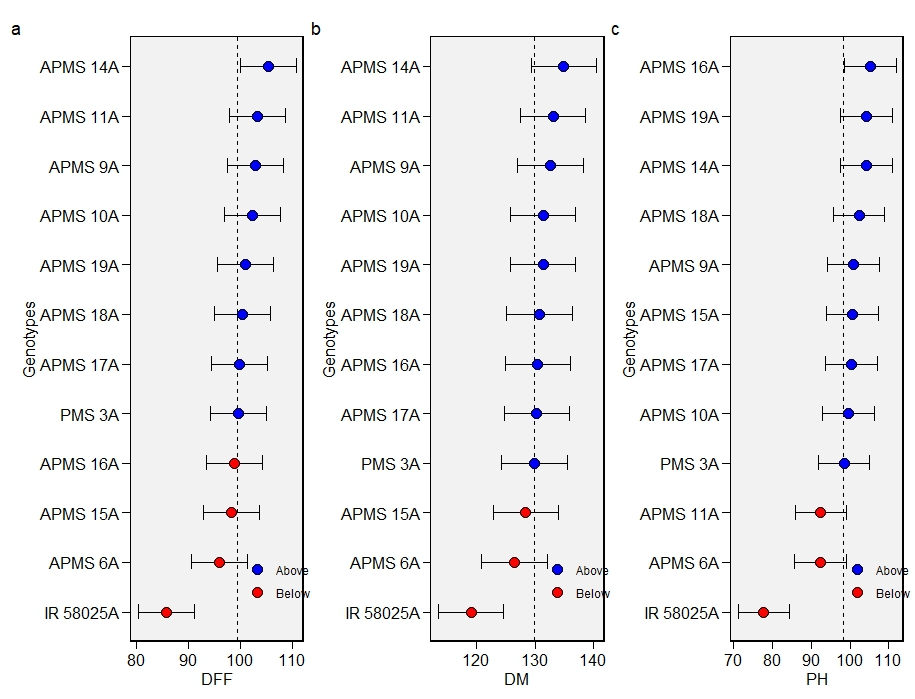 a
Genotypes
APMS 14A
APMS 11A
APMS 9A
APMS 10A
APMS 19A
APMS 18A
APMS 17A
PMS 3A
APMS 16A
APMS 15A
APMS 6A
IR 58025A
Above
Below
80 90 100 110
DFF
b
Genotypes
APMS 14A
APMS 11A
APMS 9A
APMS 10A
APMS 19A
APMS 18A
APMS 16A
APMS 17A
PMS 3A
APMS 15A
APMS 6A
IR 58025A
Above
Below
120 130 140
DM
c
Genotypes
APMS 16A
APMS 19A
APMS 14A
APMS 18A
APMS 9A
APMS 15A
APMS 17A
APMS 10A
PMS 3A
APMS 11A
APMS 6A
IR 58025A
Above
Below
70 80 90 100 110
PH